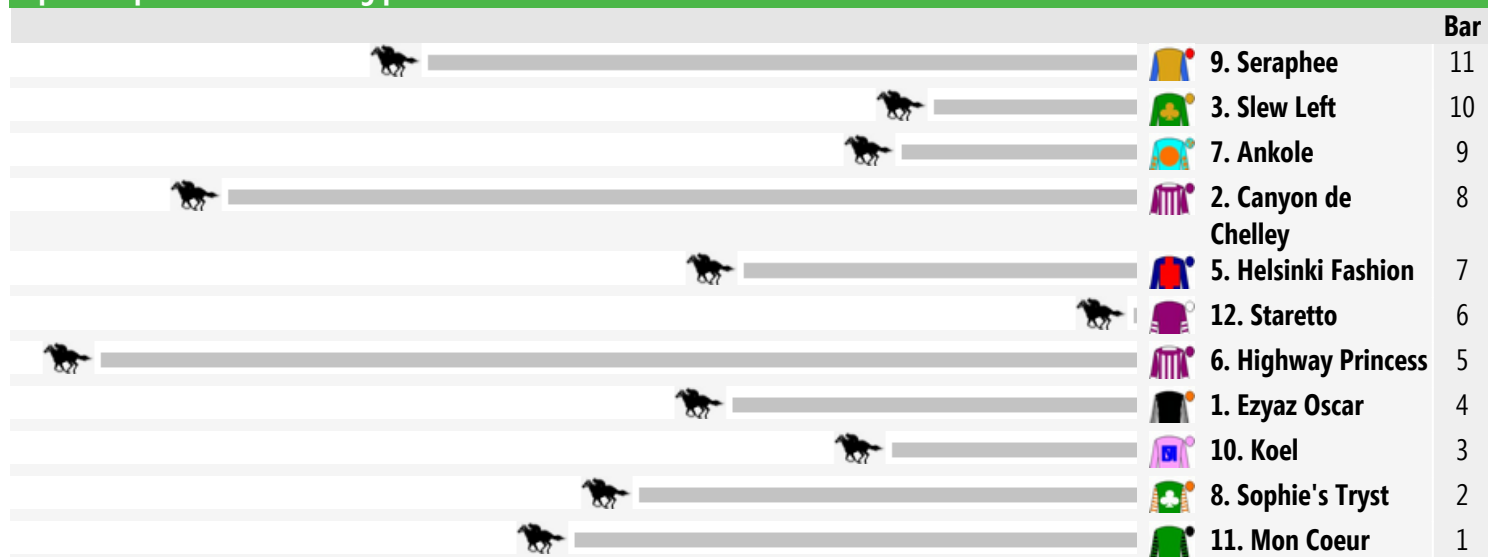 Bar
9. Seraphee 11
3. Slew Left 10
7. Ankole 9
2. Canyon de 8
Chelley
5. Helsinki Fashion 7
12. Staretto 6
6. Highway Princess 5
1. Ezyaz Oscar 4
10. Koel 3
8. Sophie's Tryst 2
11. Mon Coeur 1